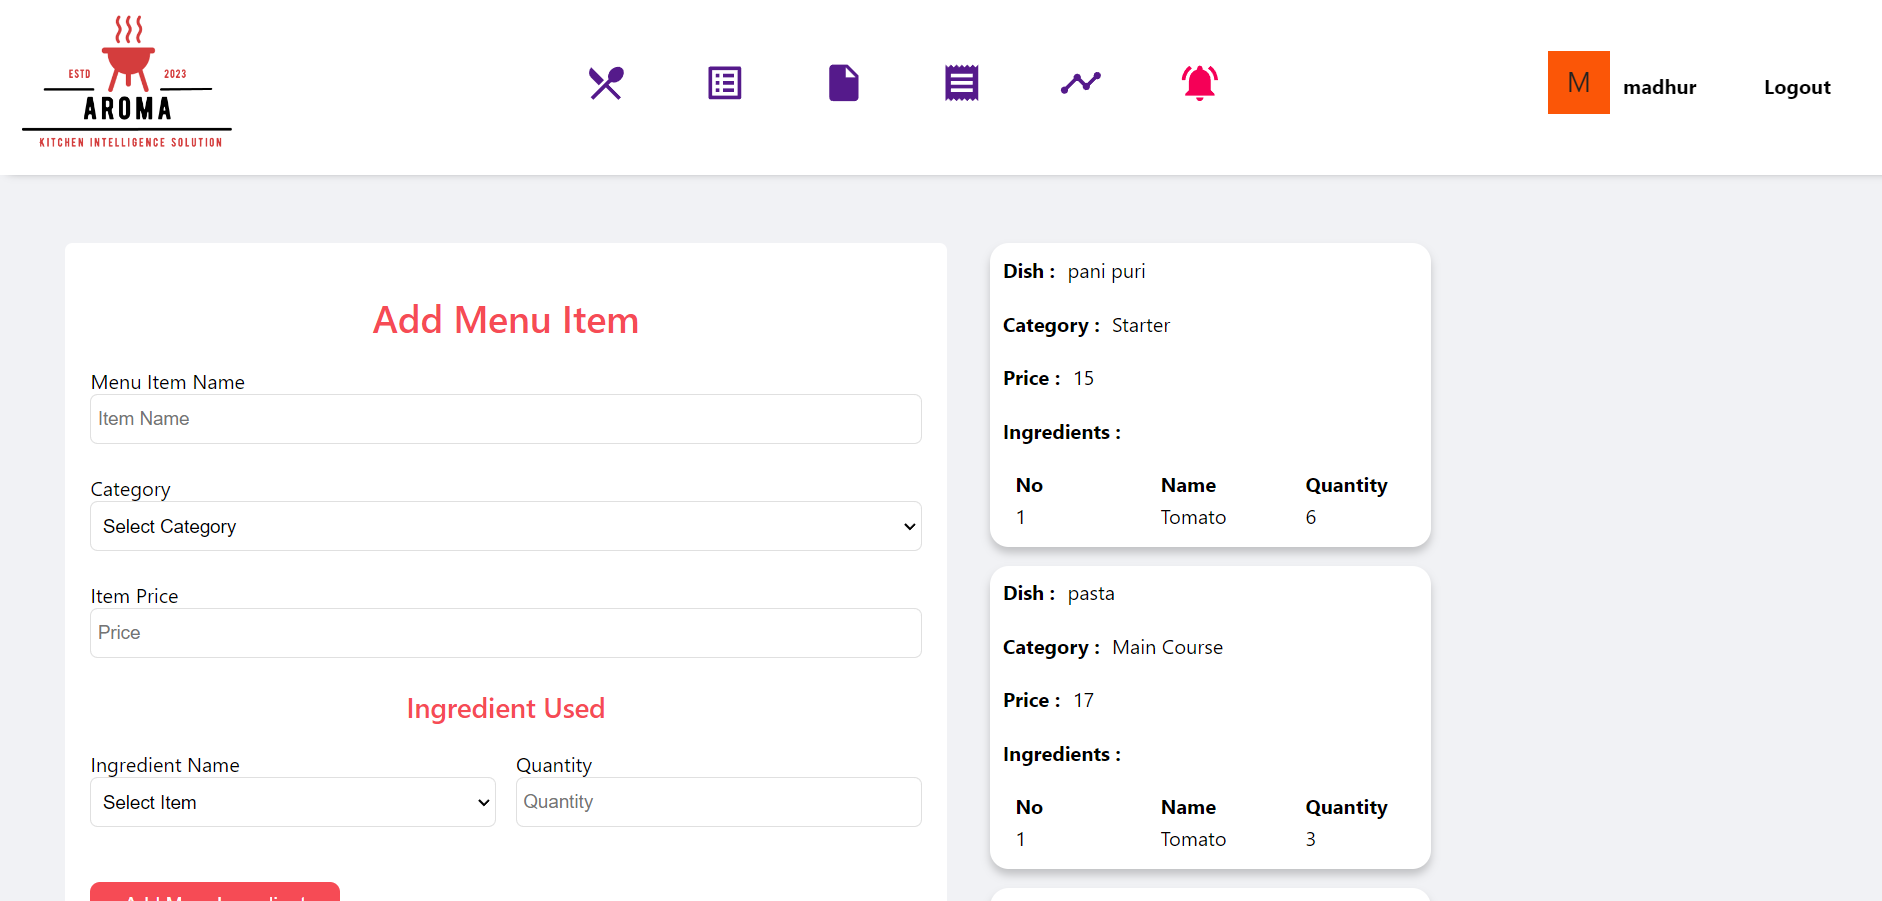 ESTD 2023
AROMA
KITCHEN INTELLIGENCE SOLUTION
M madhur Logout
Add Menu Item
Menu Item Name
Item Name
Category
Select Category
Item Price
Price
Ingredient Used
Ingredient Name Quantity
Select Item Quantity
Dish : pani puri
Category : Starter
Price : 15
Ingredients :
No Name Quantity
1 Tomato 6
Dish : pasta
Category : Main Course
Price : 17
Ingredients :
No Name Quantity
1 Tomato 3